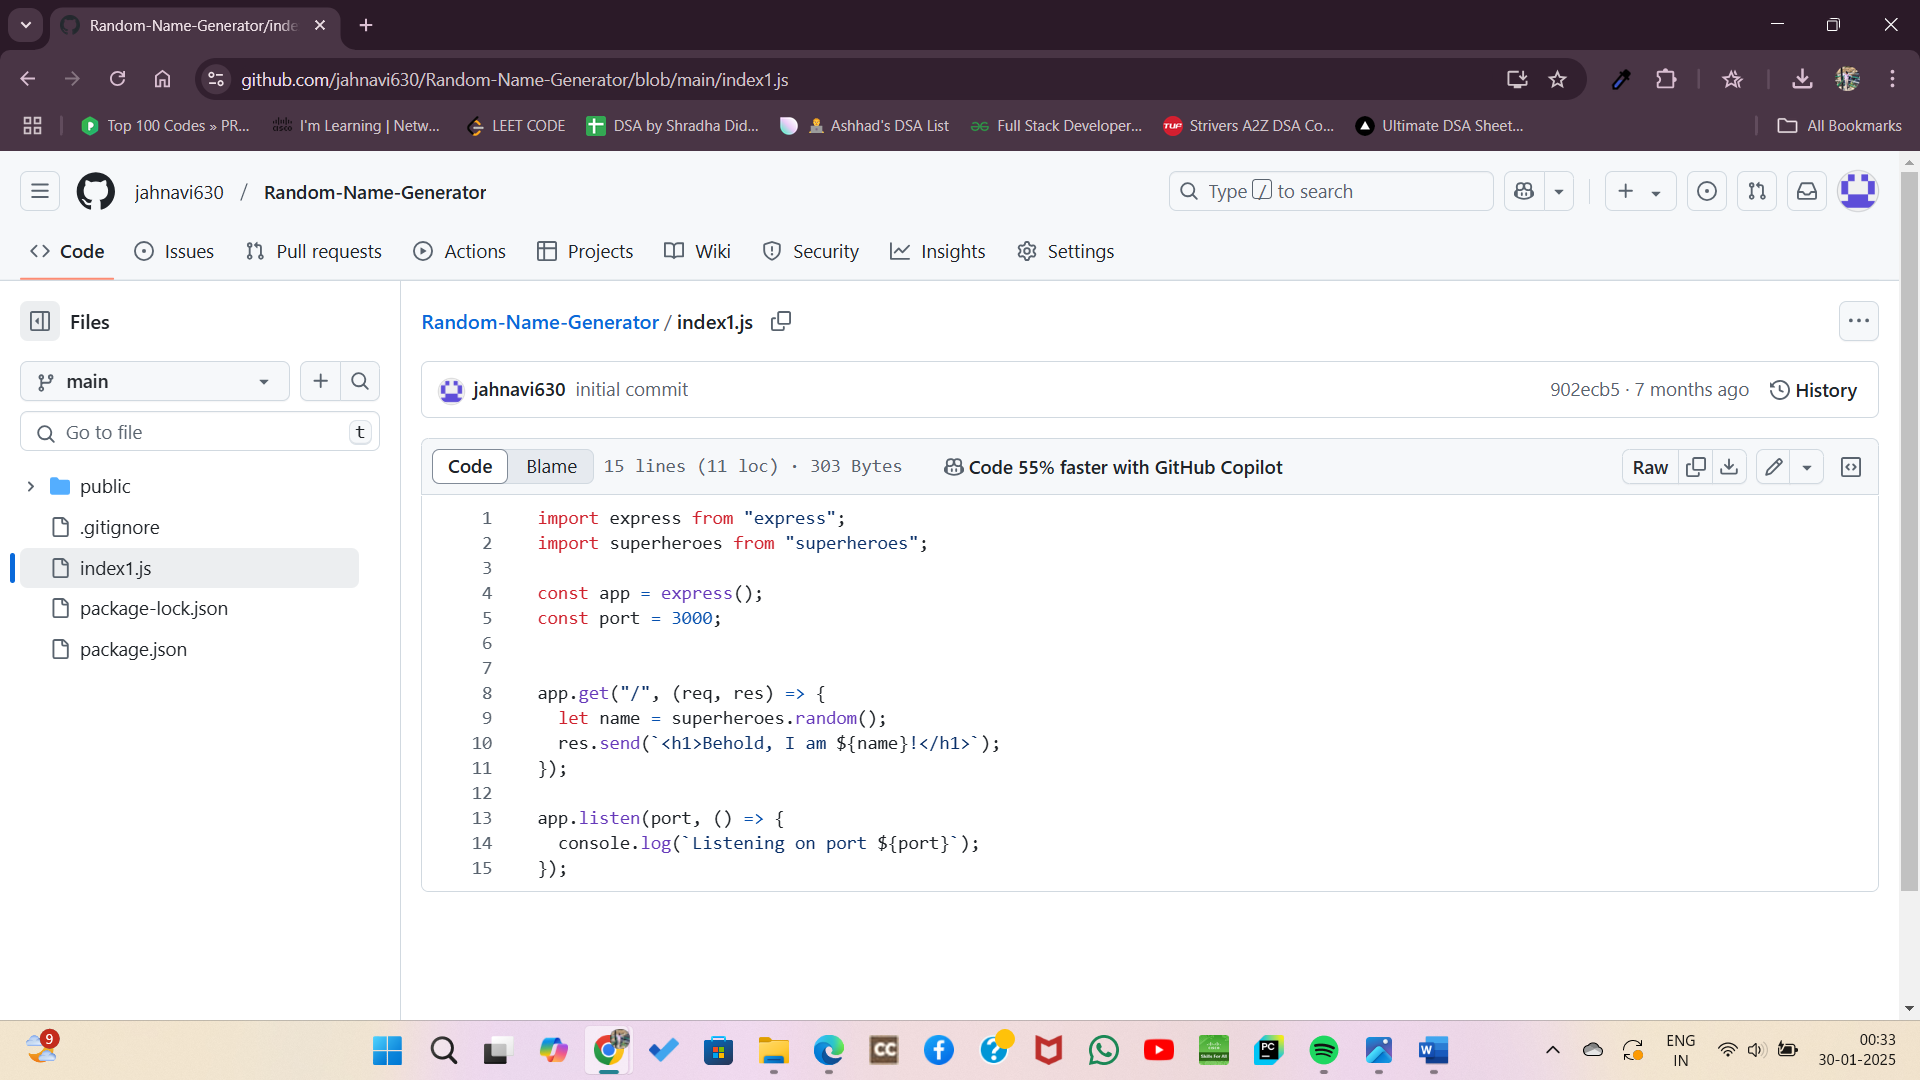 Random-Name-Generator/inde
github.com/jahnavi630/Random-Name-Generator/blob/main/index1.js
Top 100 Codes » PR...
I'm Learning | Netw...
LEET CODE
DSA by Shradha Did...
Ashhad's DSA List
Full Stack Developer...
Strivers A2Z DSA Co...
Ultimate DSA Sheet...
All Bookmarks
jahnavi630 / Random-Name-Generator
Type / to search
Code
Issues
Pull requests
Actions
Projects
Wiki
Security
Insights
Settings
Files
main
Go to file
t
public
.gitignore
index1.js
package-lock.json
package.json
Random-Name-Generator / index1.js
jahnavi630 initial commit
902ecb5 · 7 months ago
History
Code
Blame
15 lines (11 loc) · 303 Bytes
Code 55% faster with GitHub Copilot
Raw
1 import express from "express";
2 import superheroes from "superheroes";
3
4 const app = express();
5 const port = 3000;
6
7
8 app.get("/", (req, res) => {
9 let name = superheroes.random();
10 res.send(`<h1>Behold, I am ${name}!</h1>`);
11 });
12
13 app.listen(port, () => {
14 console.log(`Listening on port ${port}`);
15 });
9
CC
PC
W
ENG
IN
00:33
30-01-2025